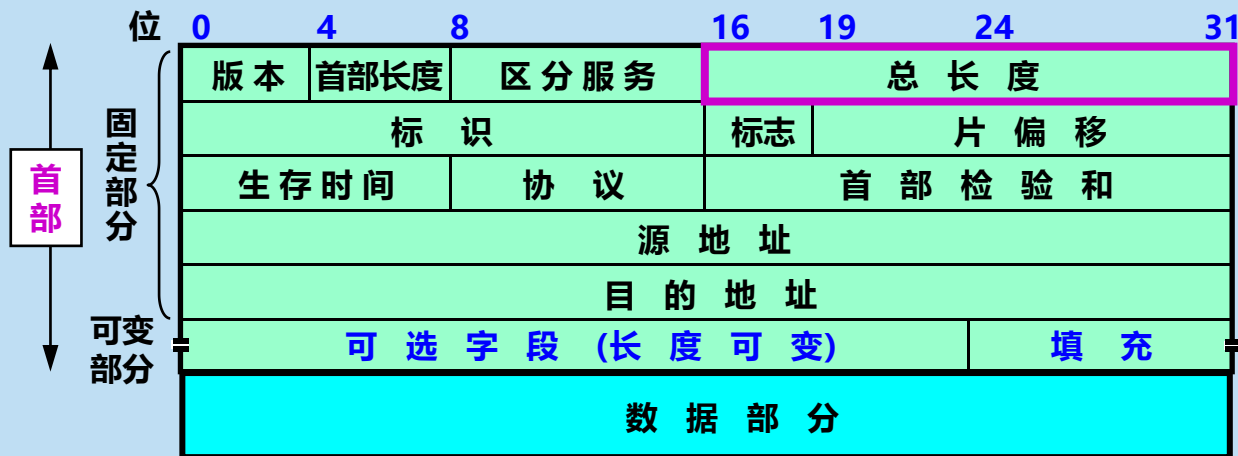 位 0 4 8 16 19 24 31
版 本 首部长度 区 分 服 务 总 长 度
标 识 标志 片 偏 移
生 存 时 间 协 议 首 部 检 验 和
源 地 址
目 的 地 址
可 选 字 段 (长 度 可 变) 填 充
数 据 部 分
首部
固定部分
可变
部分